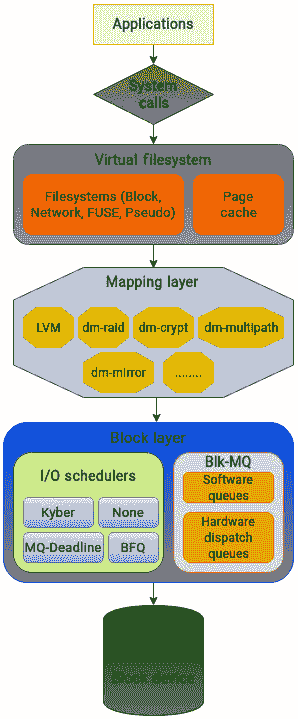 Applications
System
calls
Virtual filesystem
Filesystems (Block,
Network, FUSE, Pseudo)
Page
cache
Mapping layer
LVM
dm-raid
dm-crypt
dm-multipath
dm-mirror
........
Block layer
I/O schedulers
Kyber
None
MQ-Deadline
BFQ
Blk-MQ
Software
queues
Hardware
dispatch
queues
Block device